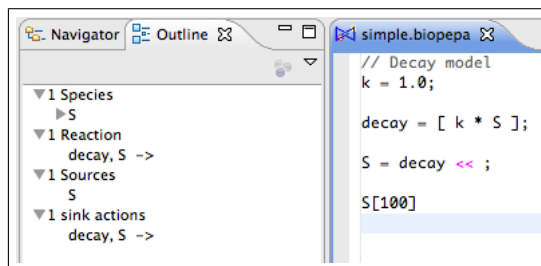 Navigator Outline
1 Species
S
1 Reaction
decay, S ->
1 Sources
S
1 sink actions
decay, S ->
simple.biopepa
// Decay model
k = 1.0;
decay = [ k * S ];
S = decay << ;
S[100]